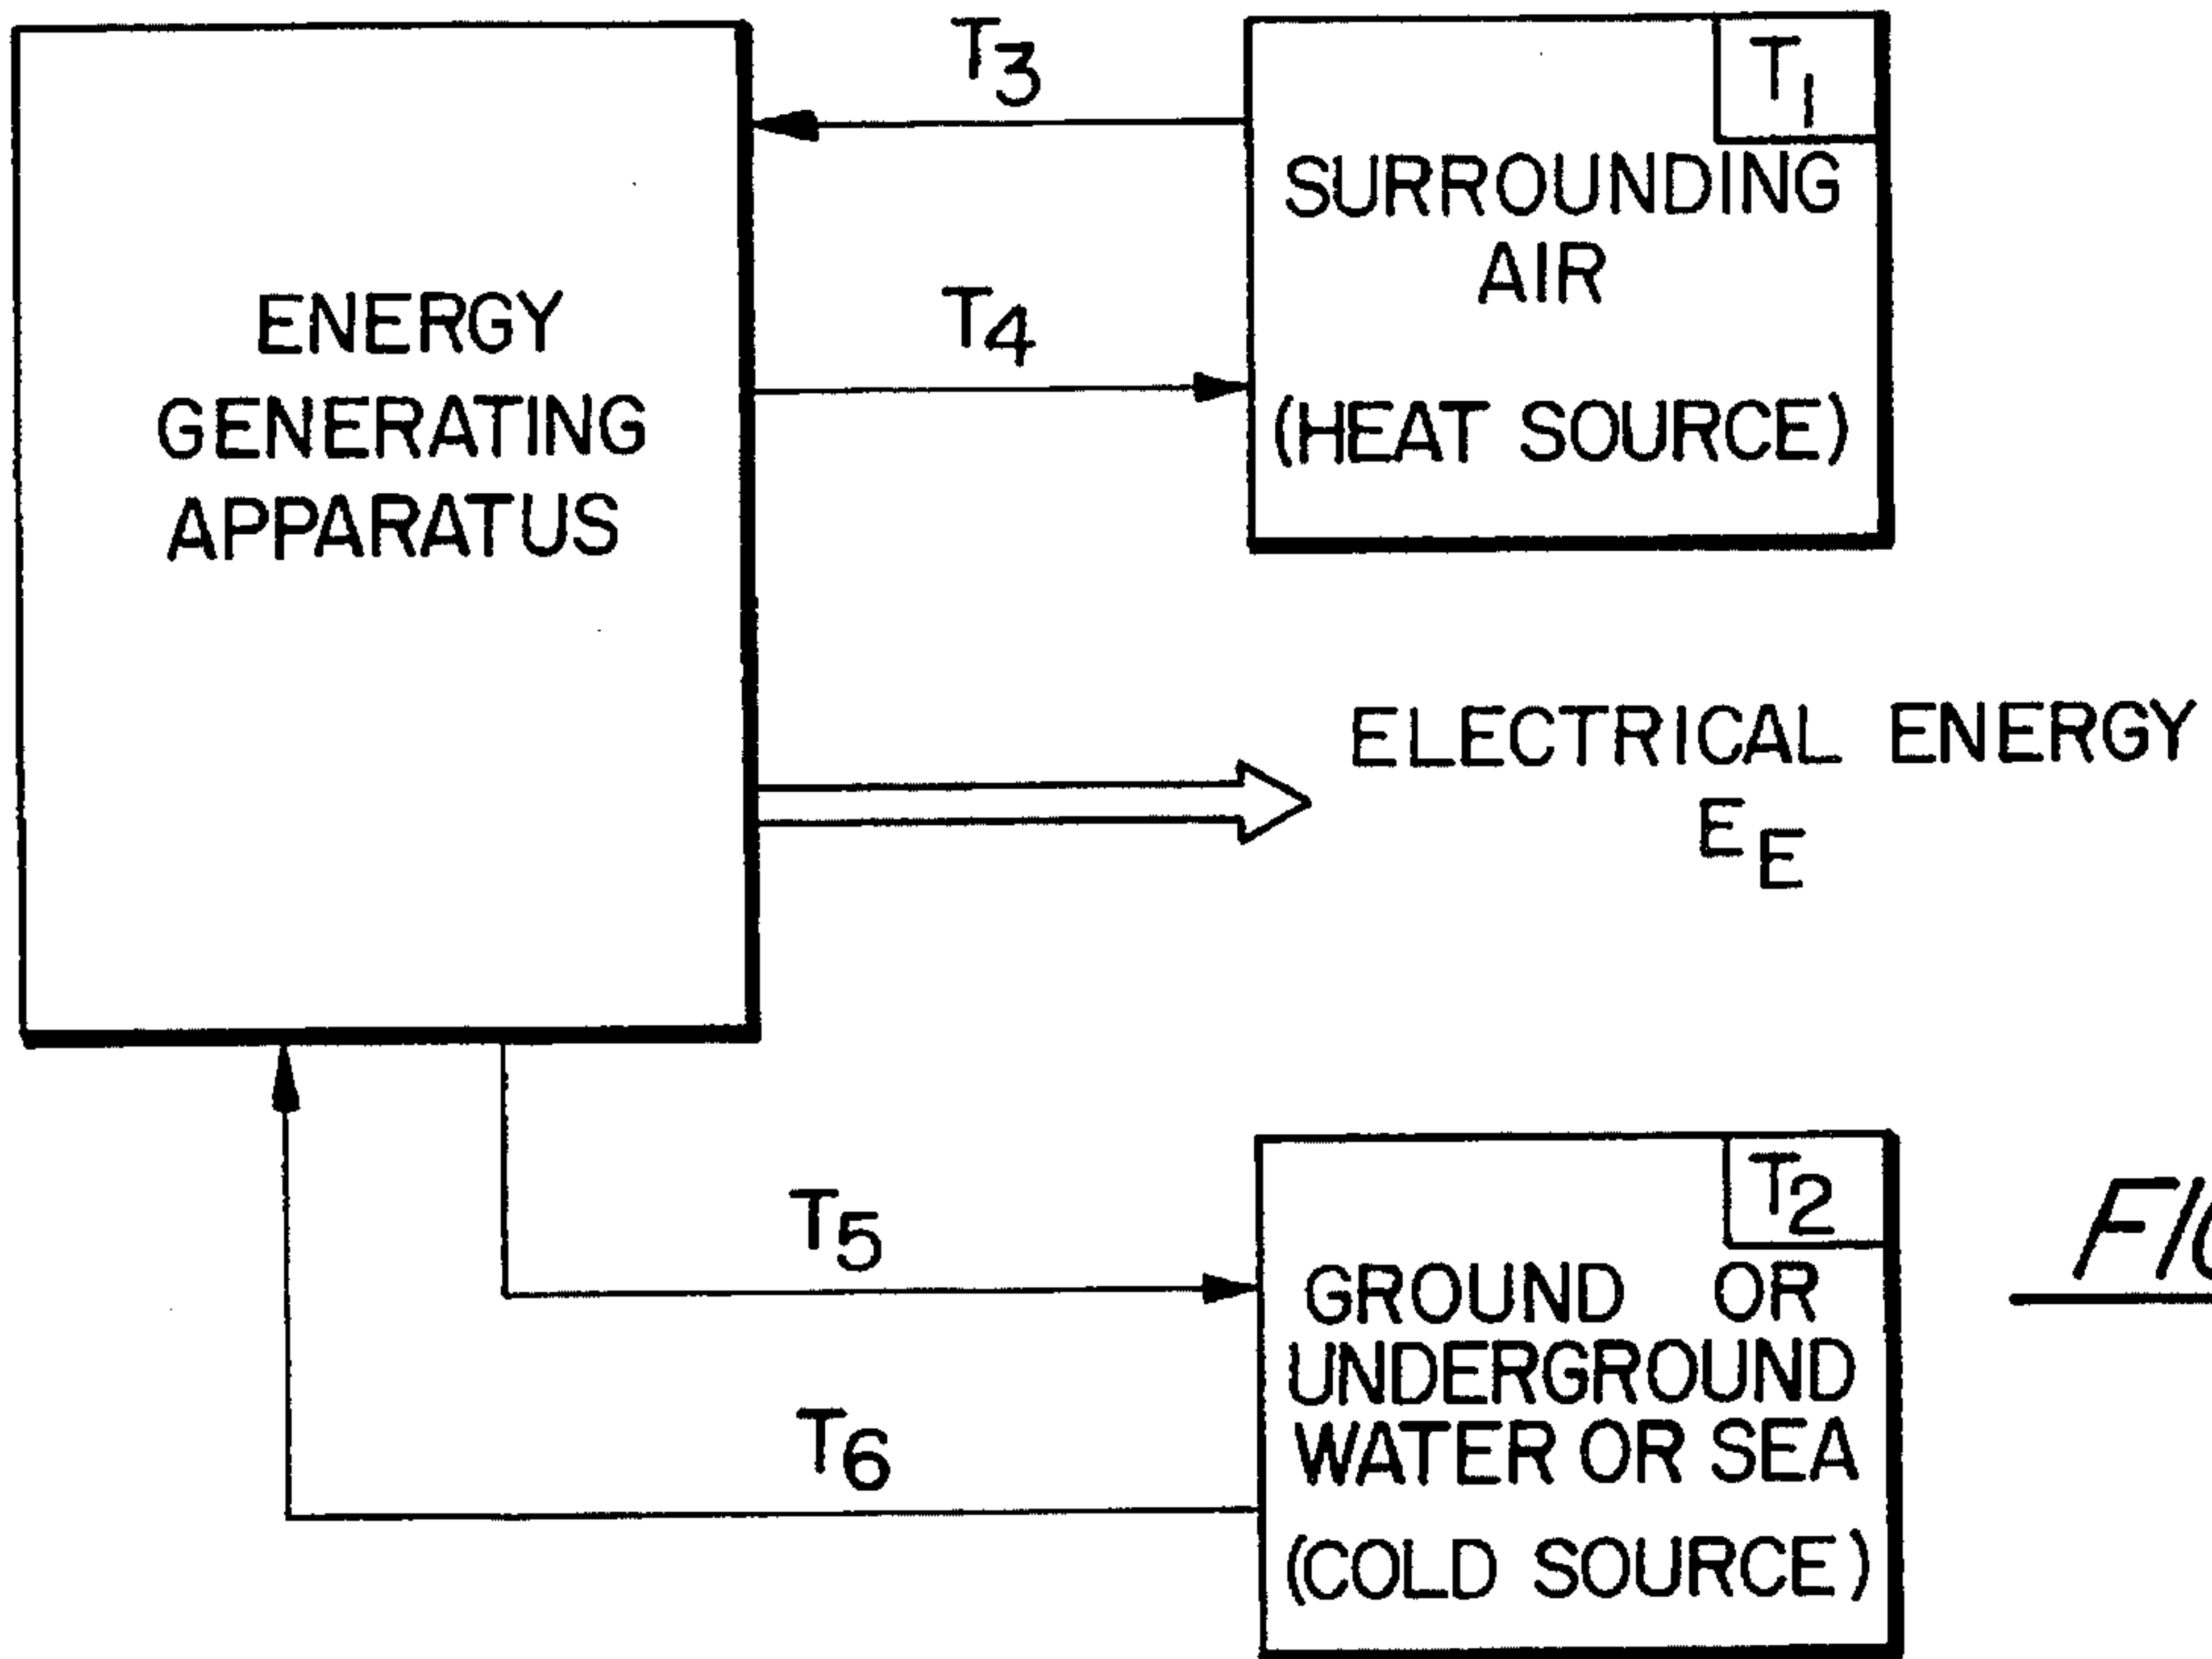 ENERGY
GENERATING
APPARATUS
T3
T4
T1
SURROUNDING
AIR
(HEAT SOURCE)
ELECTRICAL ENERGY
EE
T5
T6
T2
GROUND OR
UNDERGROUND
WATER OR SEA
(COLD SOURCE)